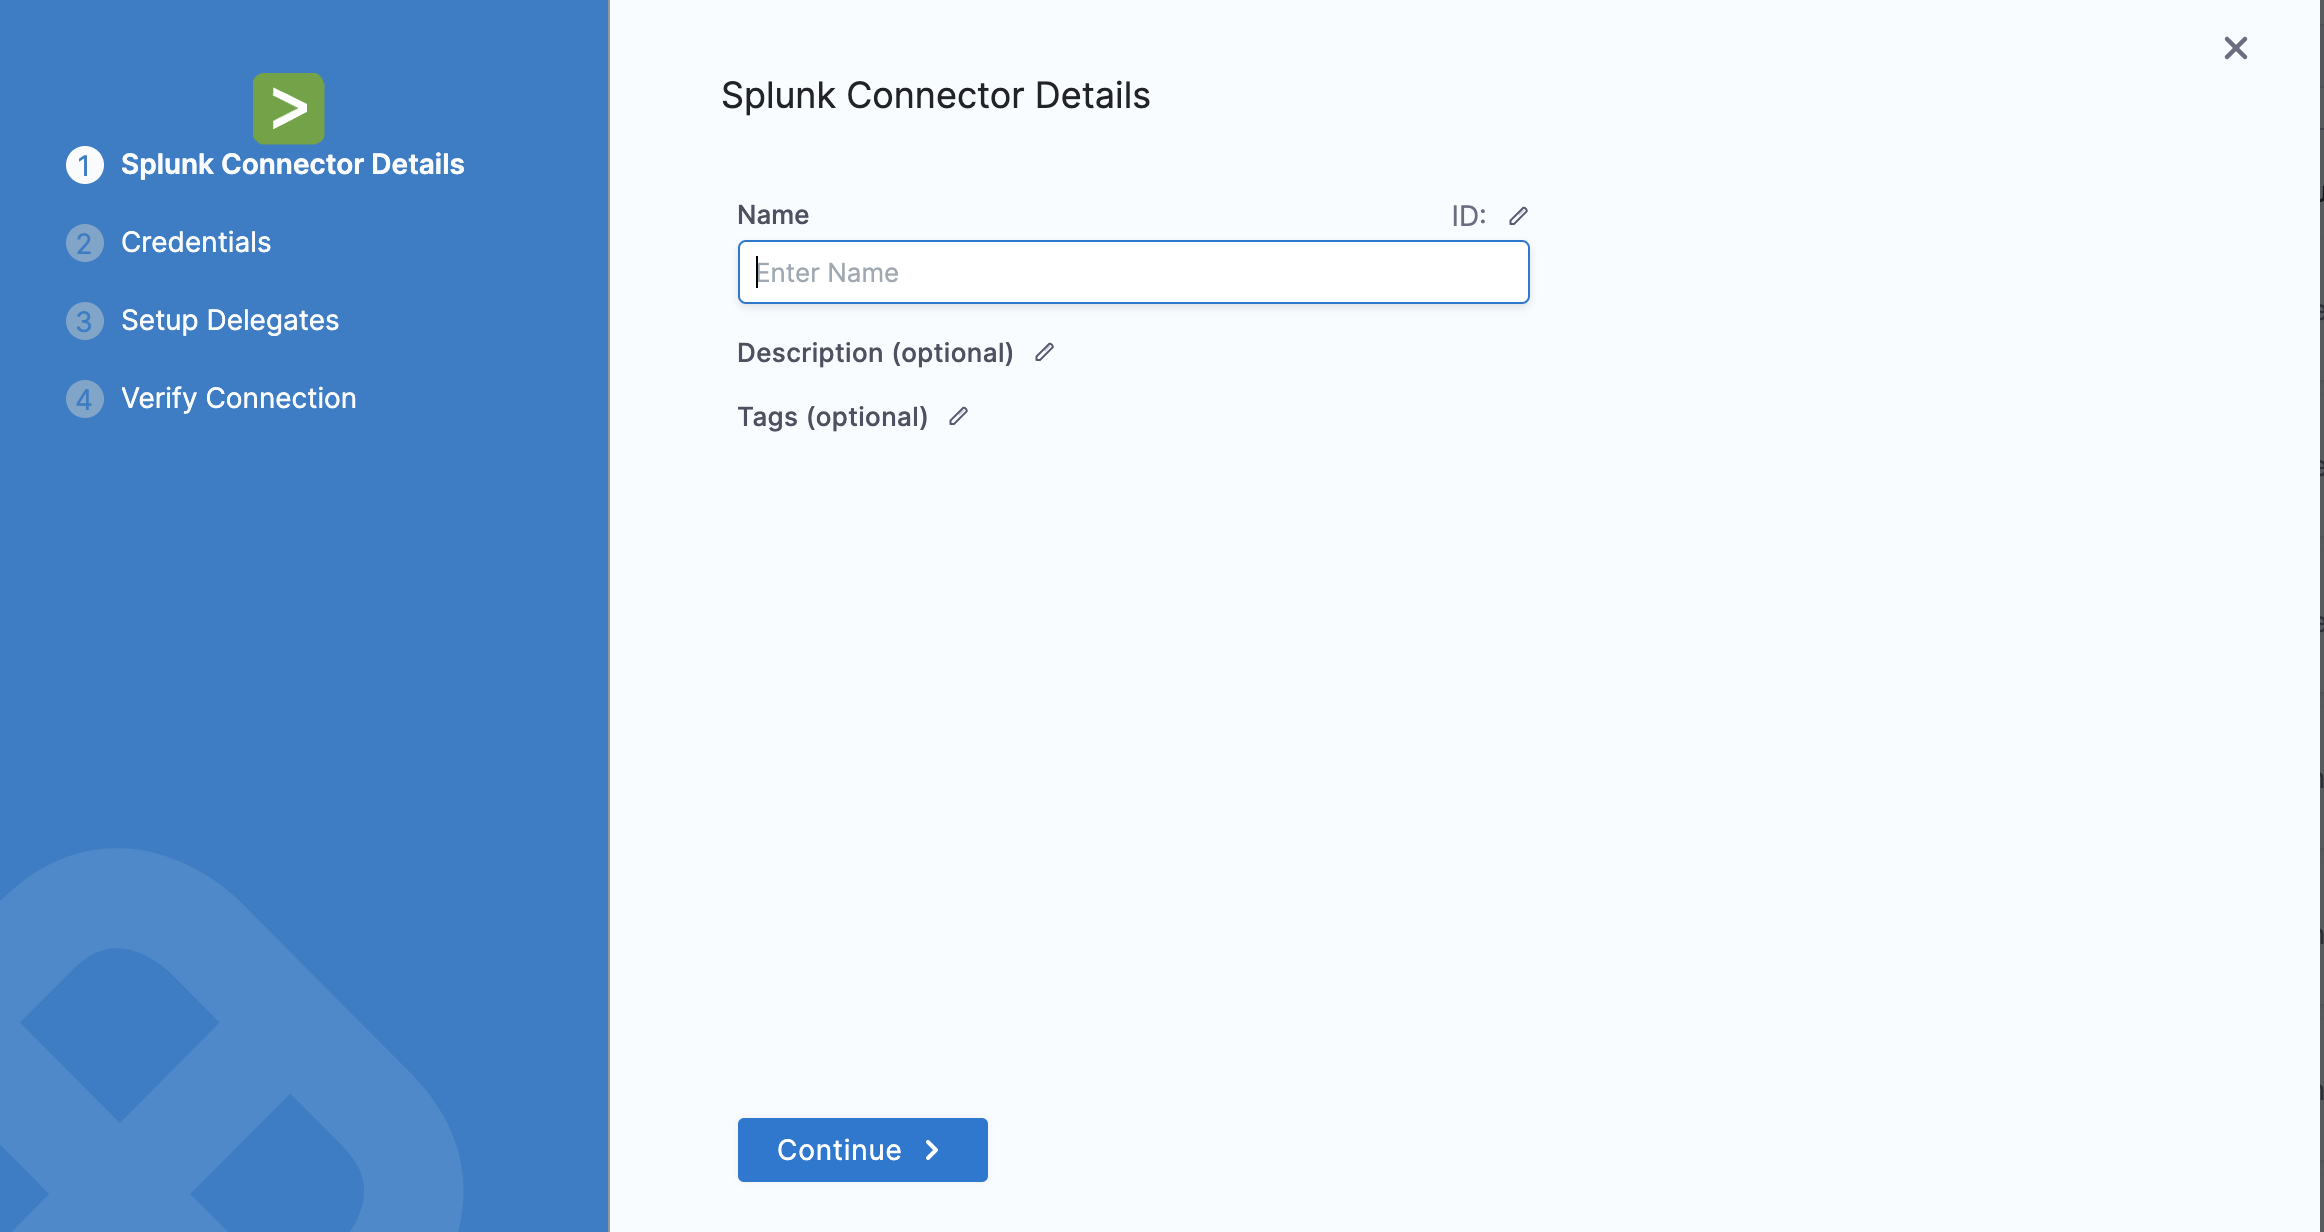 1 Splunk Connector Details
2 Credentials
3 Setup Delegates
4 Verify Connection
Splunk Connector Details
Name
ID:
Enter Name
Description (optional)
Tags (optional)
Continue